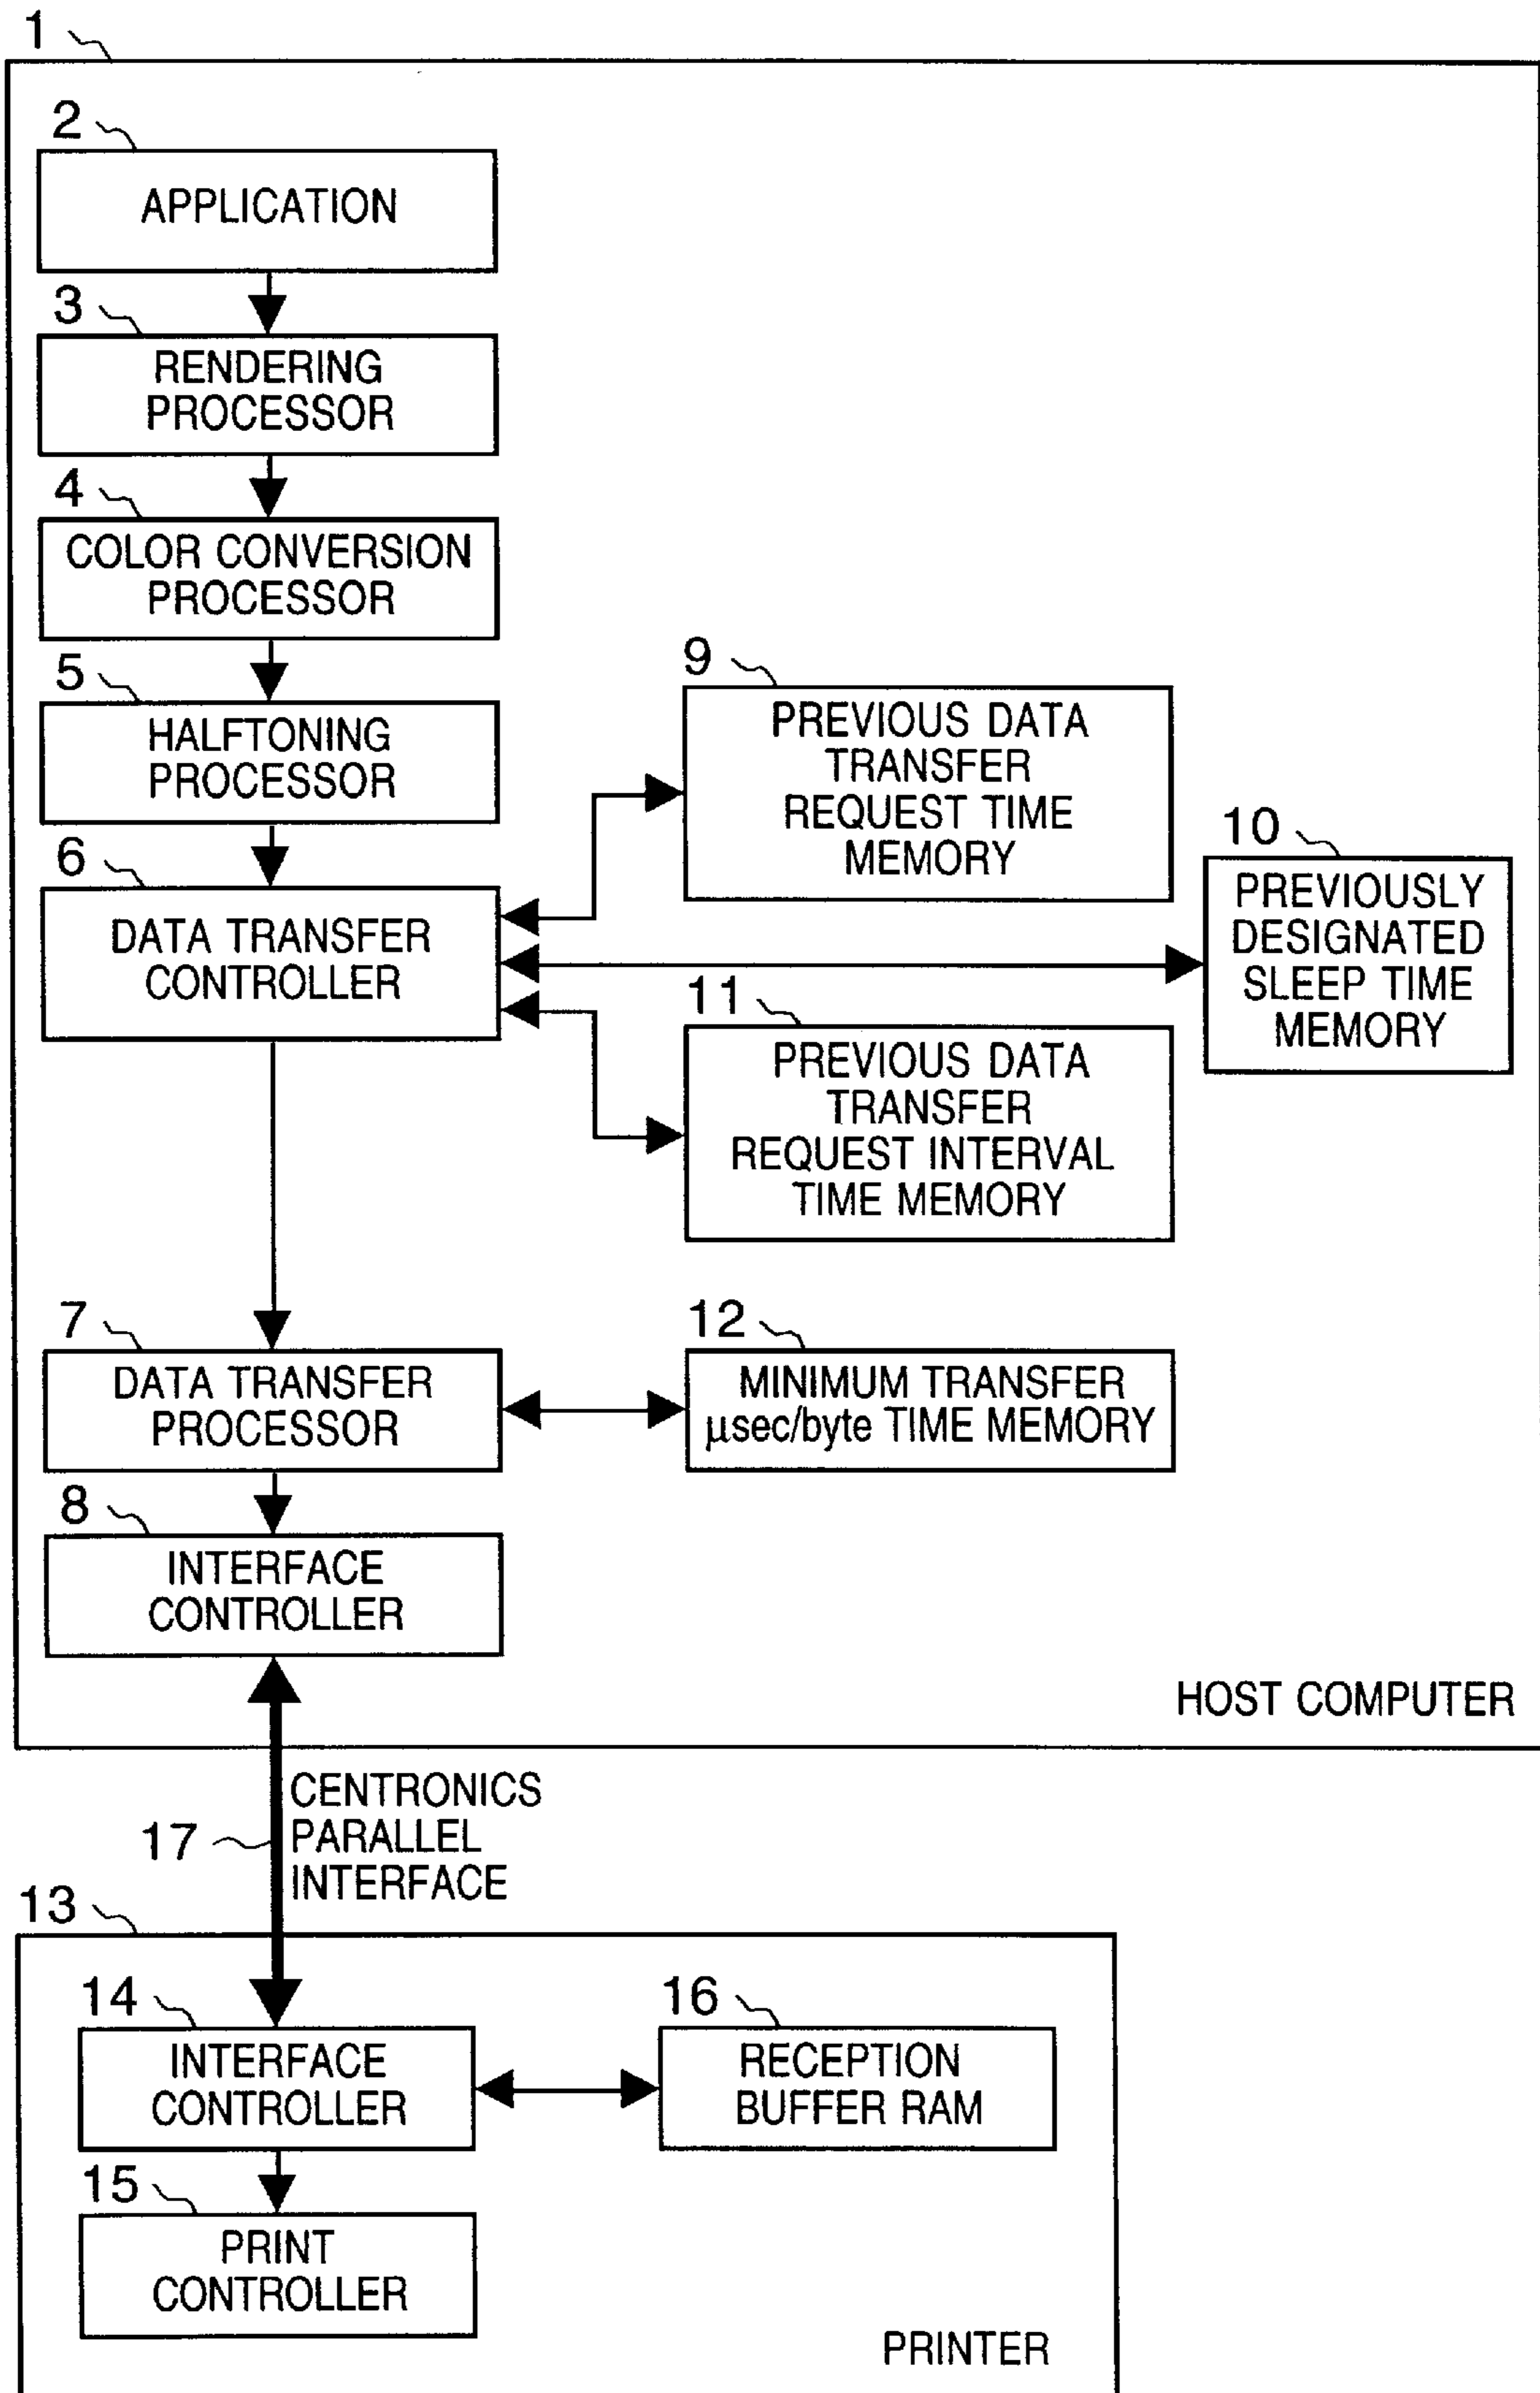 1
2
APPLICATION
3
RENDERING
PROCESSOR
4
COLOR CONVERSION
PROCESSOR
5
HALFTONING
PROCESSOR
6
DATA TRANSFER
CONTROLLER
9
PREVIOUS DATA
TRANSFER
REQUEST TIME
MEMORY
10
PREVIOUSLY
DESIGNATED
SLEEP TIME
MEMORY
11
PREVIOUS DATA
TRANSFER
REQUEST INTERVAL
TIME MEMORY
7
DATA TRANSFER
PROCESSOR
12
MINIMUM TRANSFER
μsec/byte TIME MEMORY
8
INTERFACE
CONTROLLER
HOST COMPUTER
17
CENTRONICS
PARALLEL
INTERFACE
13
14
INTERFACE
CONTROLLER
16
RECEPTION
BUFFER RAM
15
PRINT
CONTROLLER
PRINTER